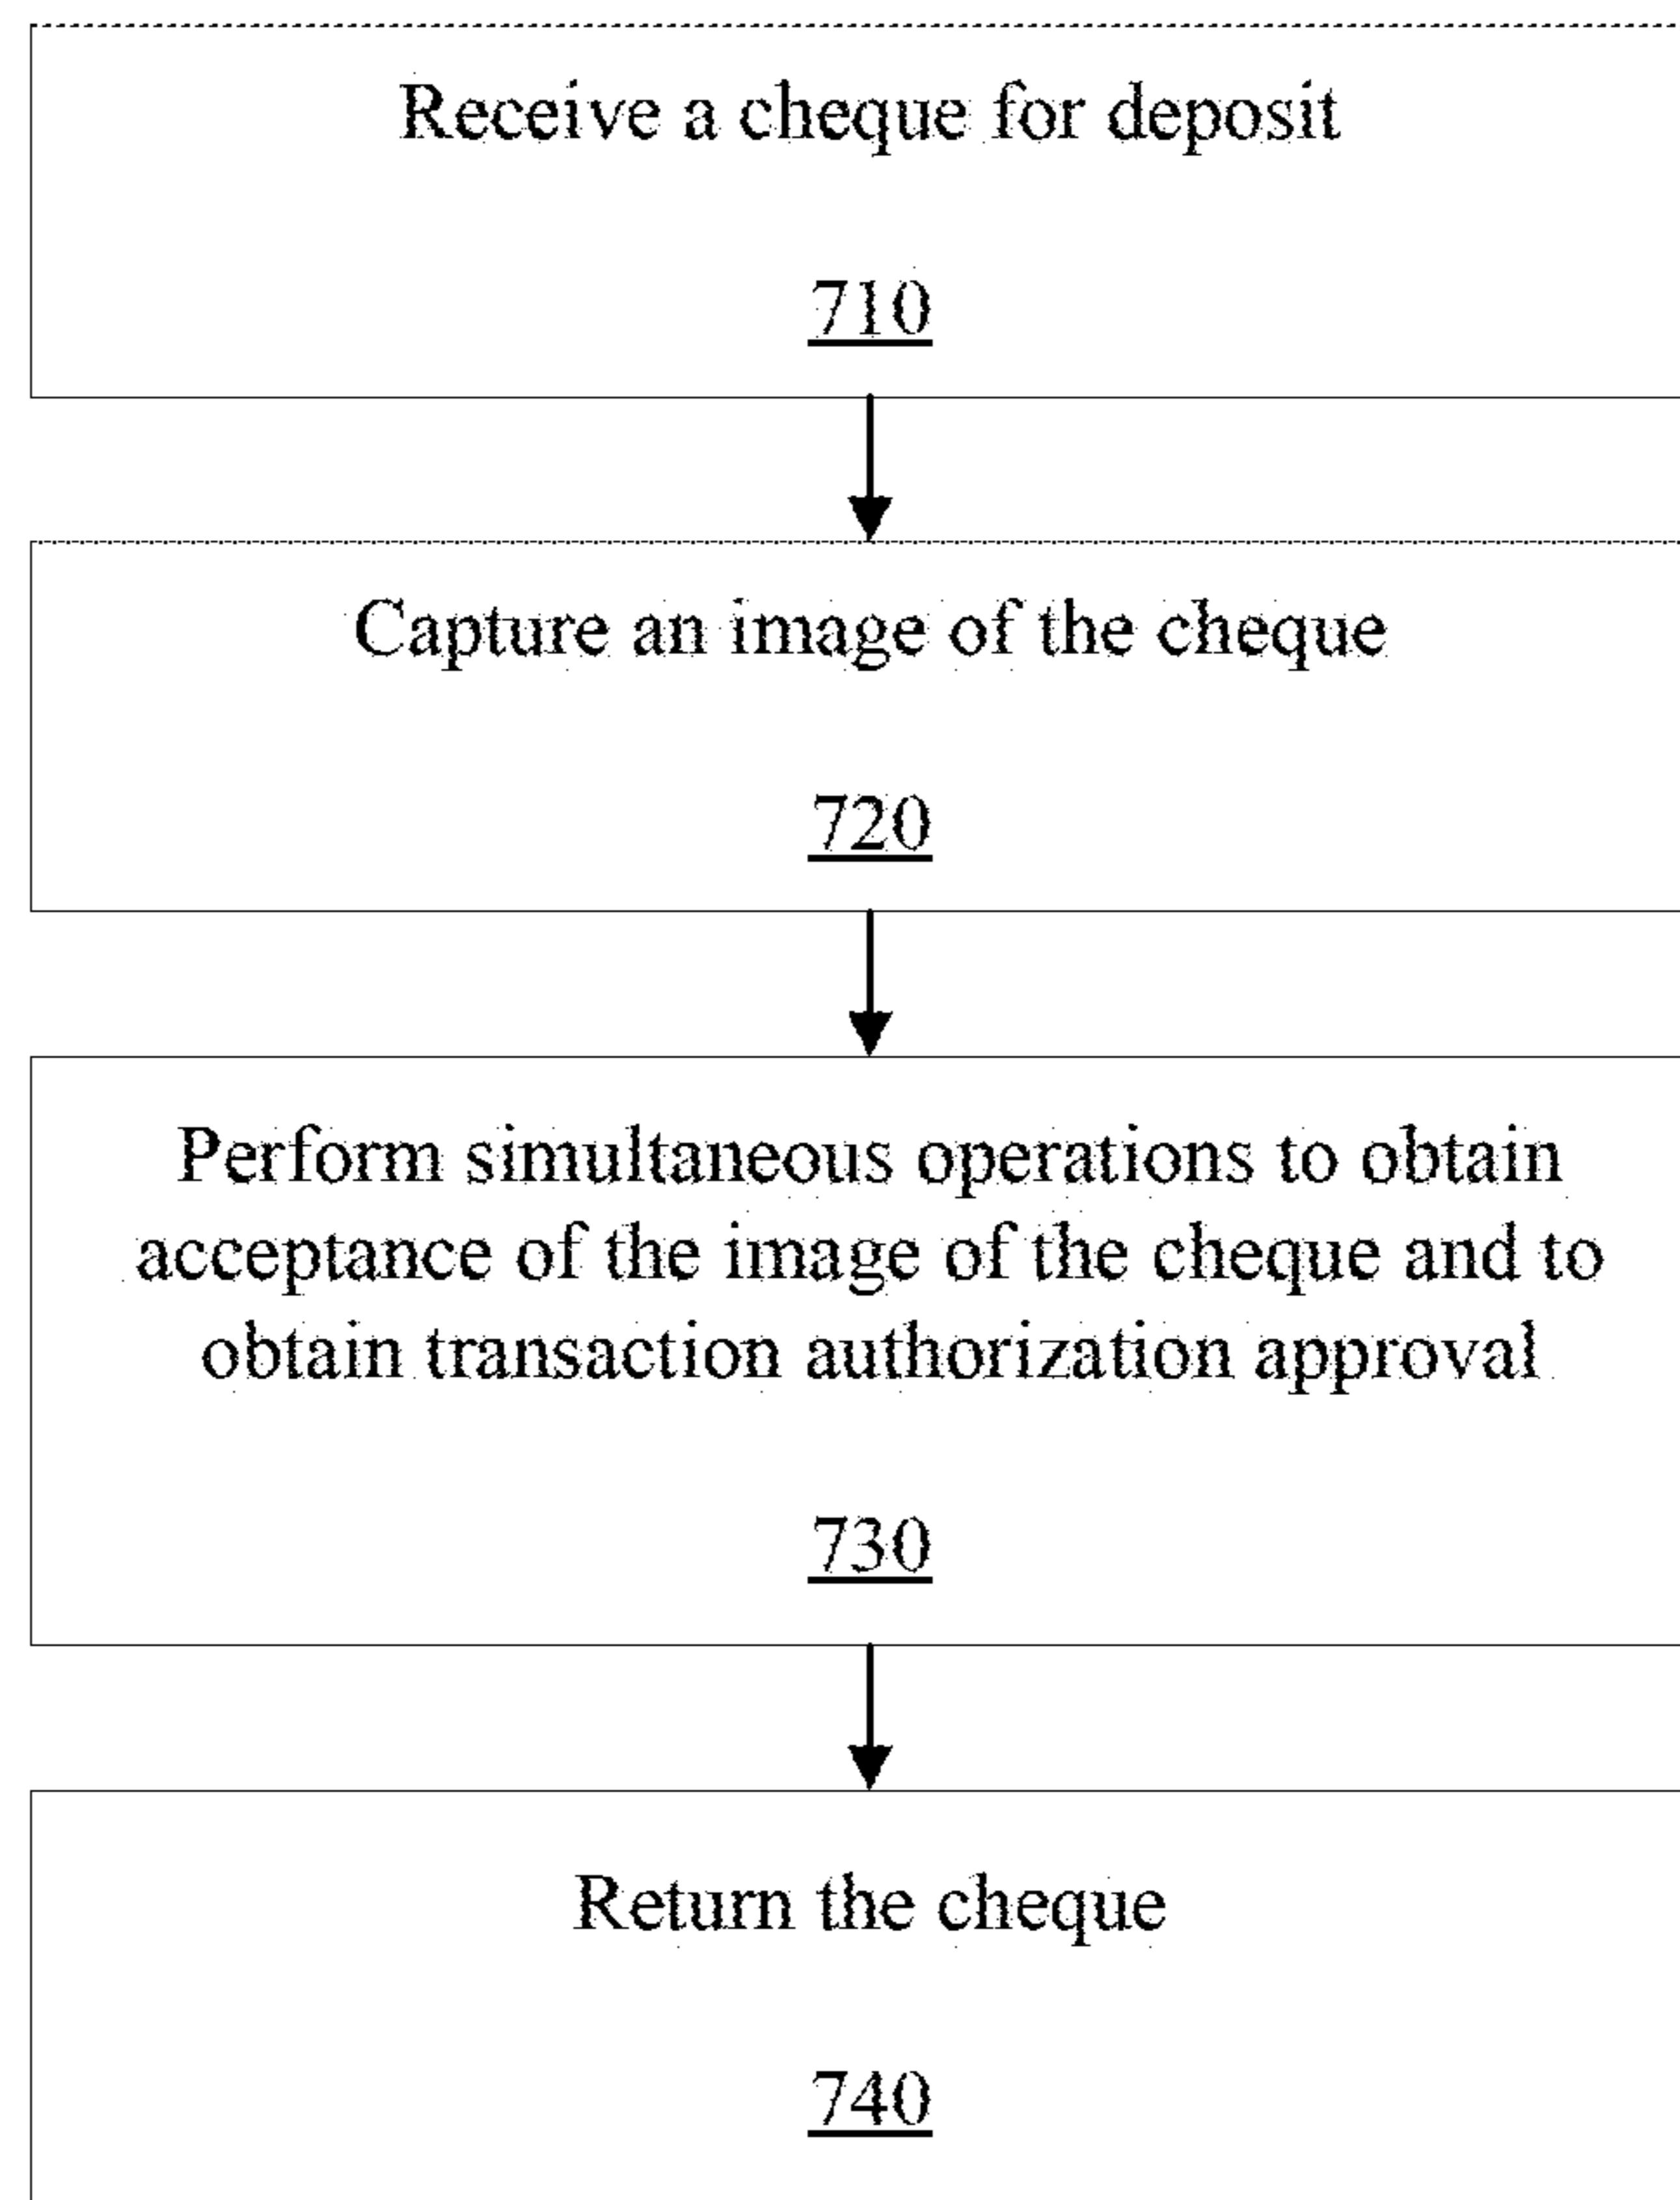 Receive a cheque for deposit
710
Capture an image of the cheque
720
Perform simultaneous operations to obtain
acceptance of the image of the cheque and to
obtain transaction authorization approval
730
Return the cheque
740